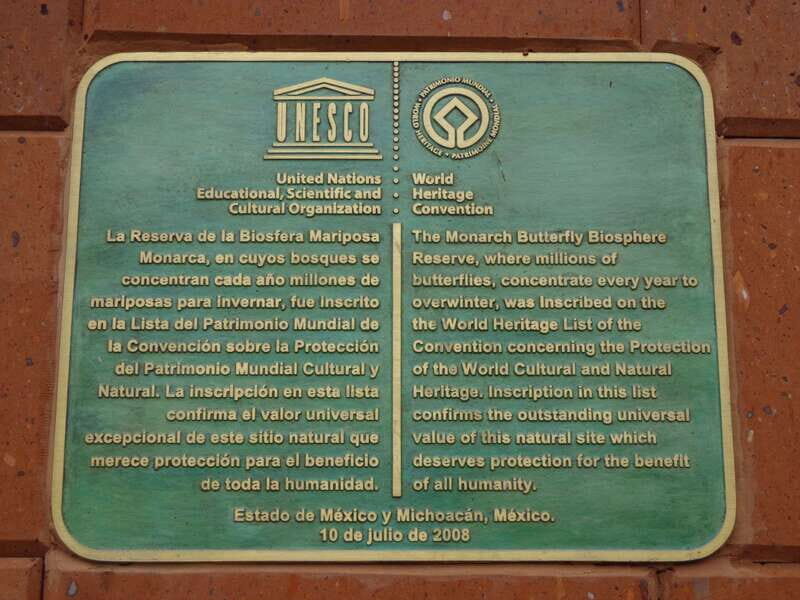 UNESCO
PATRIMONIO MUNDIAL • WORLD HERITAGE • PATRIMOINE MONDIAL •
United Nations
Educational, Scientific and
Cultural Organization
World
Heritage
Convention
La Reserva de la Biosfera Mariposa
Monarca, en cuyos bosques se
concentran cada año millones de
mariposas para invernar, fue inscrito
en la Lista del Patrimonio Mundial de
la Convención sobre la Protección
del Patrimonio Mundial Cultural y
Natural. La inscripción en esta lista
confirma el valor universal
excepcional de este sitio natural que
merece protección para el beneficio
de toda la humanidad.
The Monarch Butterfly Biosphere
Reserve, where millions of
butterflies, concentrate every year to
overwinter, was Inscribed on the
the World Heritage List of the
Convention concerning the Protection
of the World Cultural and Natural
Heritage. Inscription in this list
confirms the outstanding universal
value of this natural site which
deserves protection for the benefit
of all humanity.
Estado de México y Michoacán, México.
10 de julio de 2008